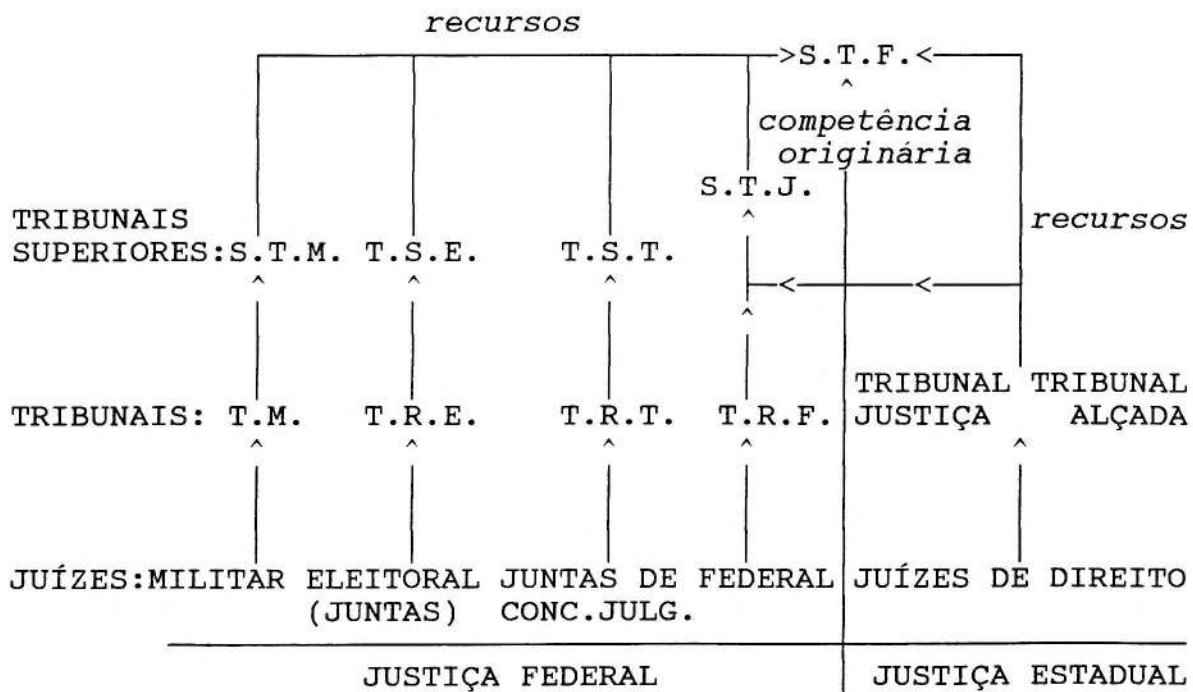 recursos
>S.T.F.<
^
competência
originária
S.T.J.
^
TRIBUNAIS recursos
SUPERIORES:S.T.M. T.S.E. T.S.T.
^ ^ ^ < <
^
TRIBUNAL TRIBUNAL
TRIBUNAIS: T.M. T.R.E. T.R.T. T.R.F. JUSTIÇA ALÇADA
^ ^ ^ ^ ^
JUÍZES:MILITAR ELEITORAL JUNTAS DE FEDERAL JUÍZES DE DIREITO
(JUNTAS) CONC.JULG.
JUSTIÇA FEDERAL JUSTIÇA ESTADUAL